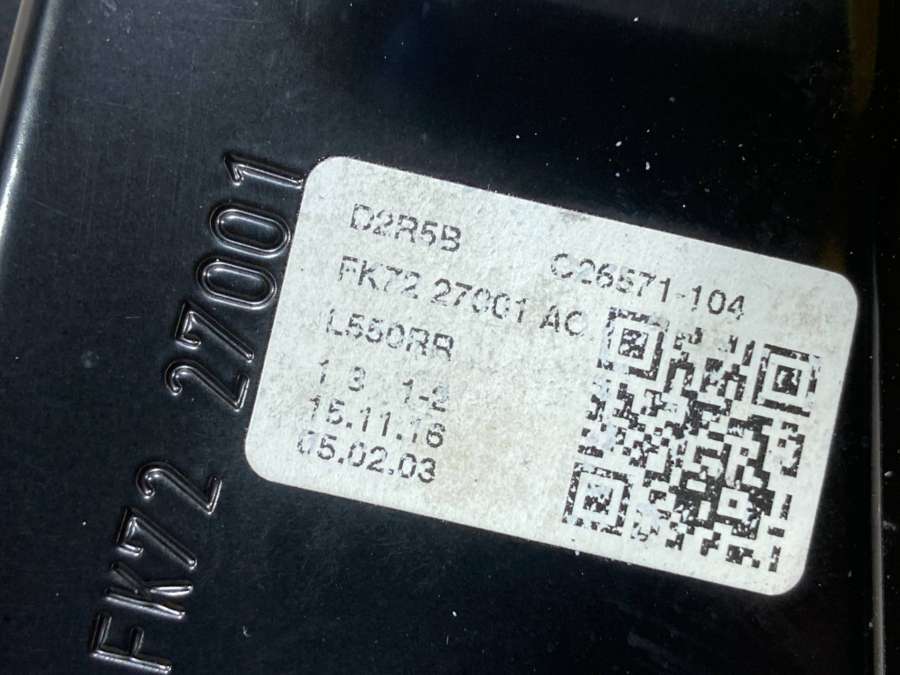 D2R5B
C26571-104
FK72 27001 AC
L550RR
1 3 1-2
15.11.16
05.02.03
FK72 27001